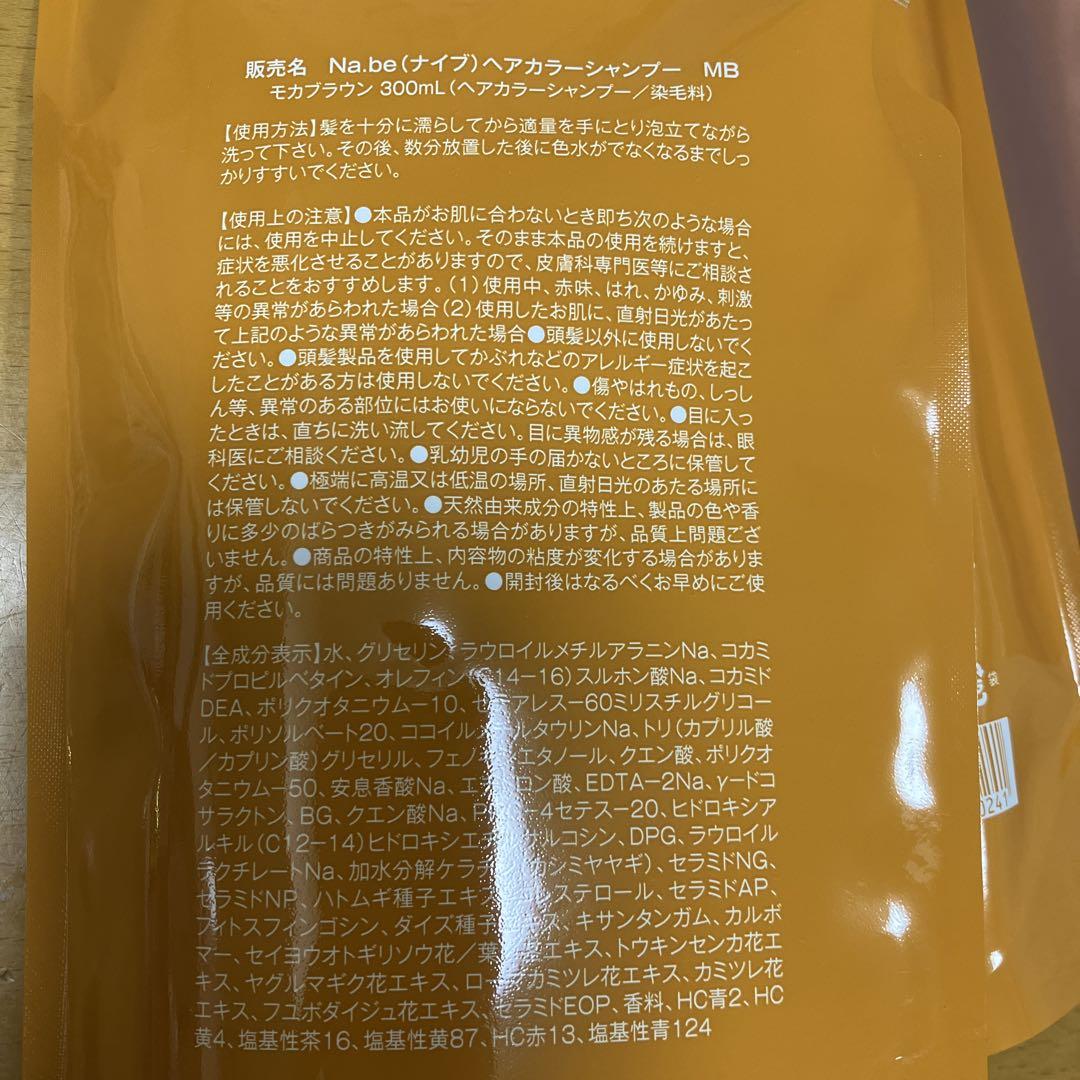 販売名 Na.be(ナイブ)ヘアカラーシャンプー MB
モカブラウン 300mL(ヘアカラーシャンプー/染毛料)
【使用方法】髪を十分に濡らしてから適量を手にとり泡立てながら
洗って下さい。その後、数分放置した後に色水がでなくなるまでしっ
かりすすいでください。
【使用上の注意】●本品がお肌に合わないとき即ち次のような場合
には、使用を中止してください。そのまま本品の使用を続けますと、
症状を悪化させることがありますので、皮膚科専門医等にご相談さ
れることをおすすめします。(1)使用中、赤味、はれ、かゆみ、刺激
等の異常があらわれた場合(2)使用したお肌に、直射日光があたっ
て上記のような異常があらわれた場合●頭髪以外に使用しないでく
ださい。●頭髪製品を使用してかぶれなどのアレルギー症状を起こ
したことがある方は使用しないでください。●傷やはれもの、しっし
ん等、異常のある部位にはお使いにならないでください。●目に入っ
たときは、直ちに洗い流してください。目に異物感が残る場合は、眼
科医にご相談ください。●乳幼児の手の届かないところに保管して
ください。●極端に高温又は低温の場所、直射日光のあたる場所に
は保管しないでください。●天然由来成分の特性上、製品の色や香
りに多少のばらつきがみられる場合がありますが、品質上問題ござ
いません。●商品の特性上、内容物の粘度が変化する場合がありま
すが、品質には問題ありません。●開封後はなるべくお早めにご使
用ください。
【全成分表示】水、グリセリン、ラウロイルメチルアラニンNa、コカミ
ドプロピルベタイン、オレフィン(C14-16)スルホン酸Na、コカミド
DEA、ポリクオタニウム-10、セテアレス-60ミリスチルグリコー
ル、ポリソルベート20、ココイルメチルタウリンNa、トリ(カプリル酸
/カプリン酸)グリセリル、フェノキシエタノール、クエン酸、ポリクオ
タニウム-50、安息香酸Na、エチドロン酸、EDTA-2Na、γ-ドコ
サラクトン、BG、クエン酸Na、 -4セテス-20、ヒドロキシア
ルキル(C12-14)ヒドロキシエチルサルコシン、DPG、ラウロイル
ラクチレートNa、加水分解ケラチン(カシミヤヤギ)、セラミドNG、
セラミドNP、ハトムギ種子エキス、コレステロール、セラミドAP、
フィトスフィンゴシン、ダイズ種子エキス、キサンタンガム、カルボ
マー、セイヨウオトギリソウ花/葉/茎エキス、トウキンセンカ花エ
キス、ヤグルマギク花エキス、ローマカミツレ花エキス、カミツレ花
エキス、フユボダイジュ花エキス、セラミドEOP、香料、HC青2、HC
黄4、塩基性茶16、塩基性黄87、HC赤13、塩基性青124
袋
0241